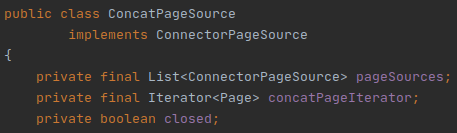 public class ConcatPageSource
        implements ConnectorPageSource
{
    private final List<ConnectorPageSource> pageSources;
    private final Iterator<Page> concatPageIterator;
    private boolean closed;